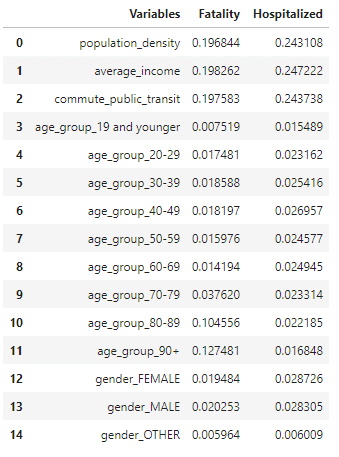 Variables Fatality Hospitalized
0 population_density 0.196844 0.243108
1 average_income 0.198262 0.247222
2 commute_public_transit 0.197583 0.243738
3 age_group_19 and younger 0.007519 0.015489
4 age_group_20-29 0.017481 0.023162
5 age_group_30-39 0.018588 0.025416
6 age_group_40-49 0.018197 0.026957
7 age_group_50-59 0.015976 0.024577
8 age_group_60-69 0.014194 0.024945
9 age_group_70-79 0.037620 0.023314
10 age_group_80-89 0.104556 0.022185
11 age_group_90+ 0.127481 0.016848
12 gender_FEMALE 0.019484 0.028726
13 gender_MALE 0.020253 0.028305
14 gender_OTHER 0.005964 0.006009